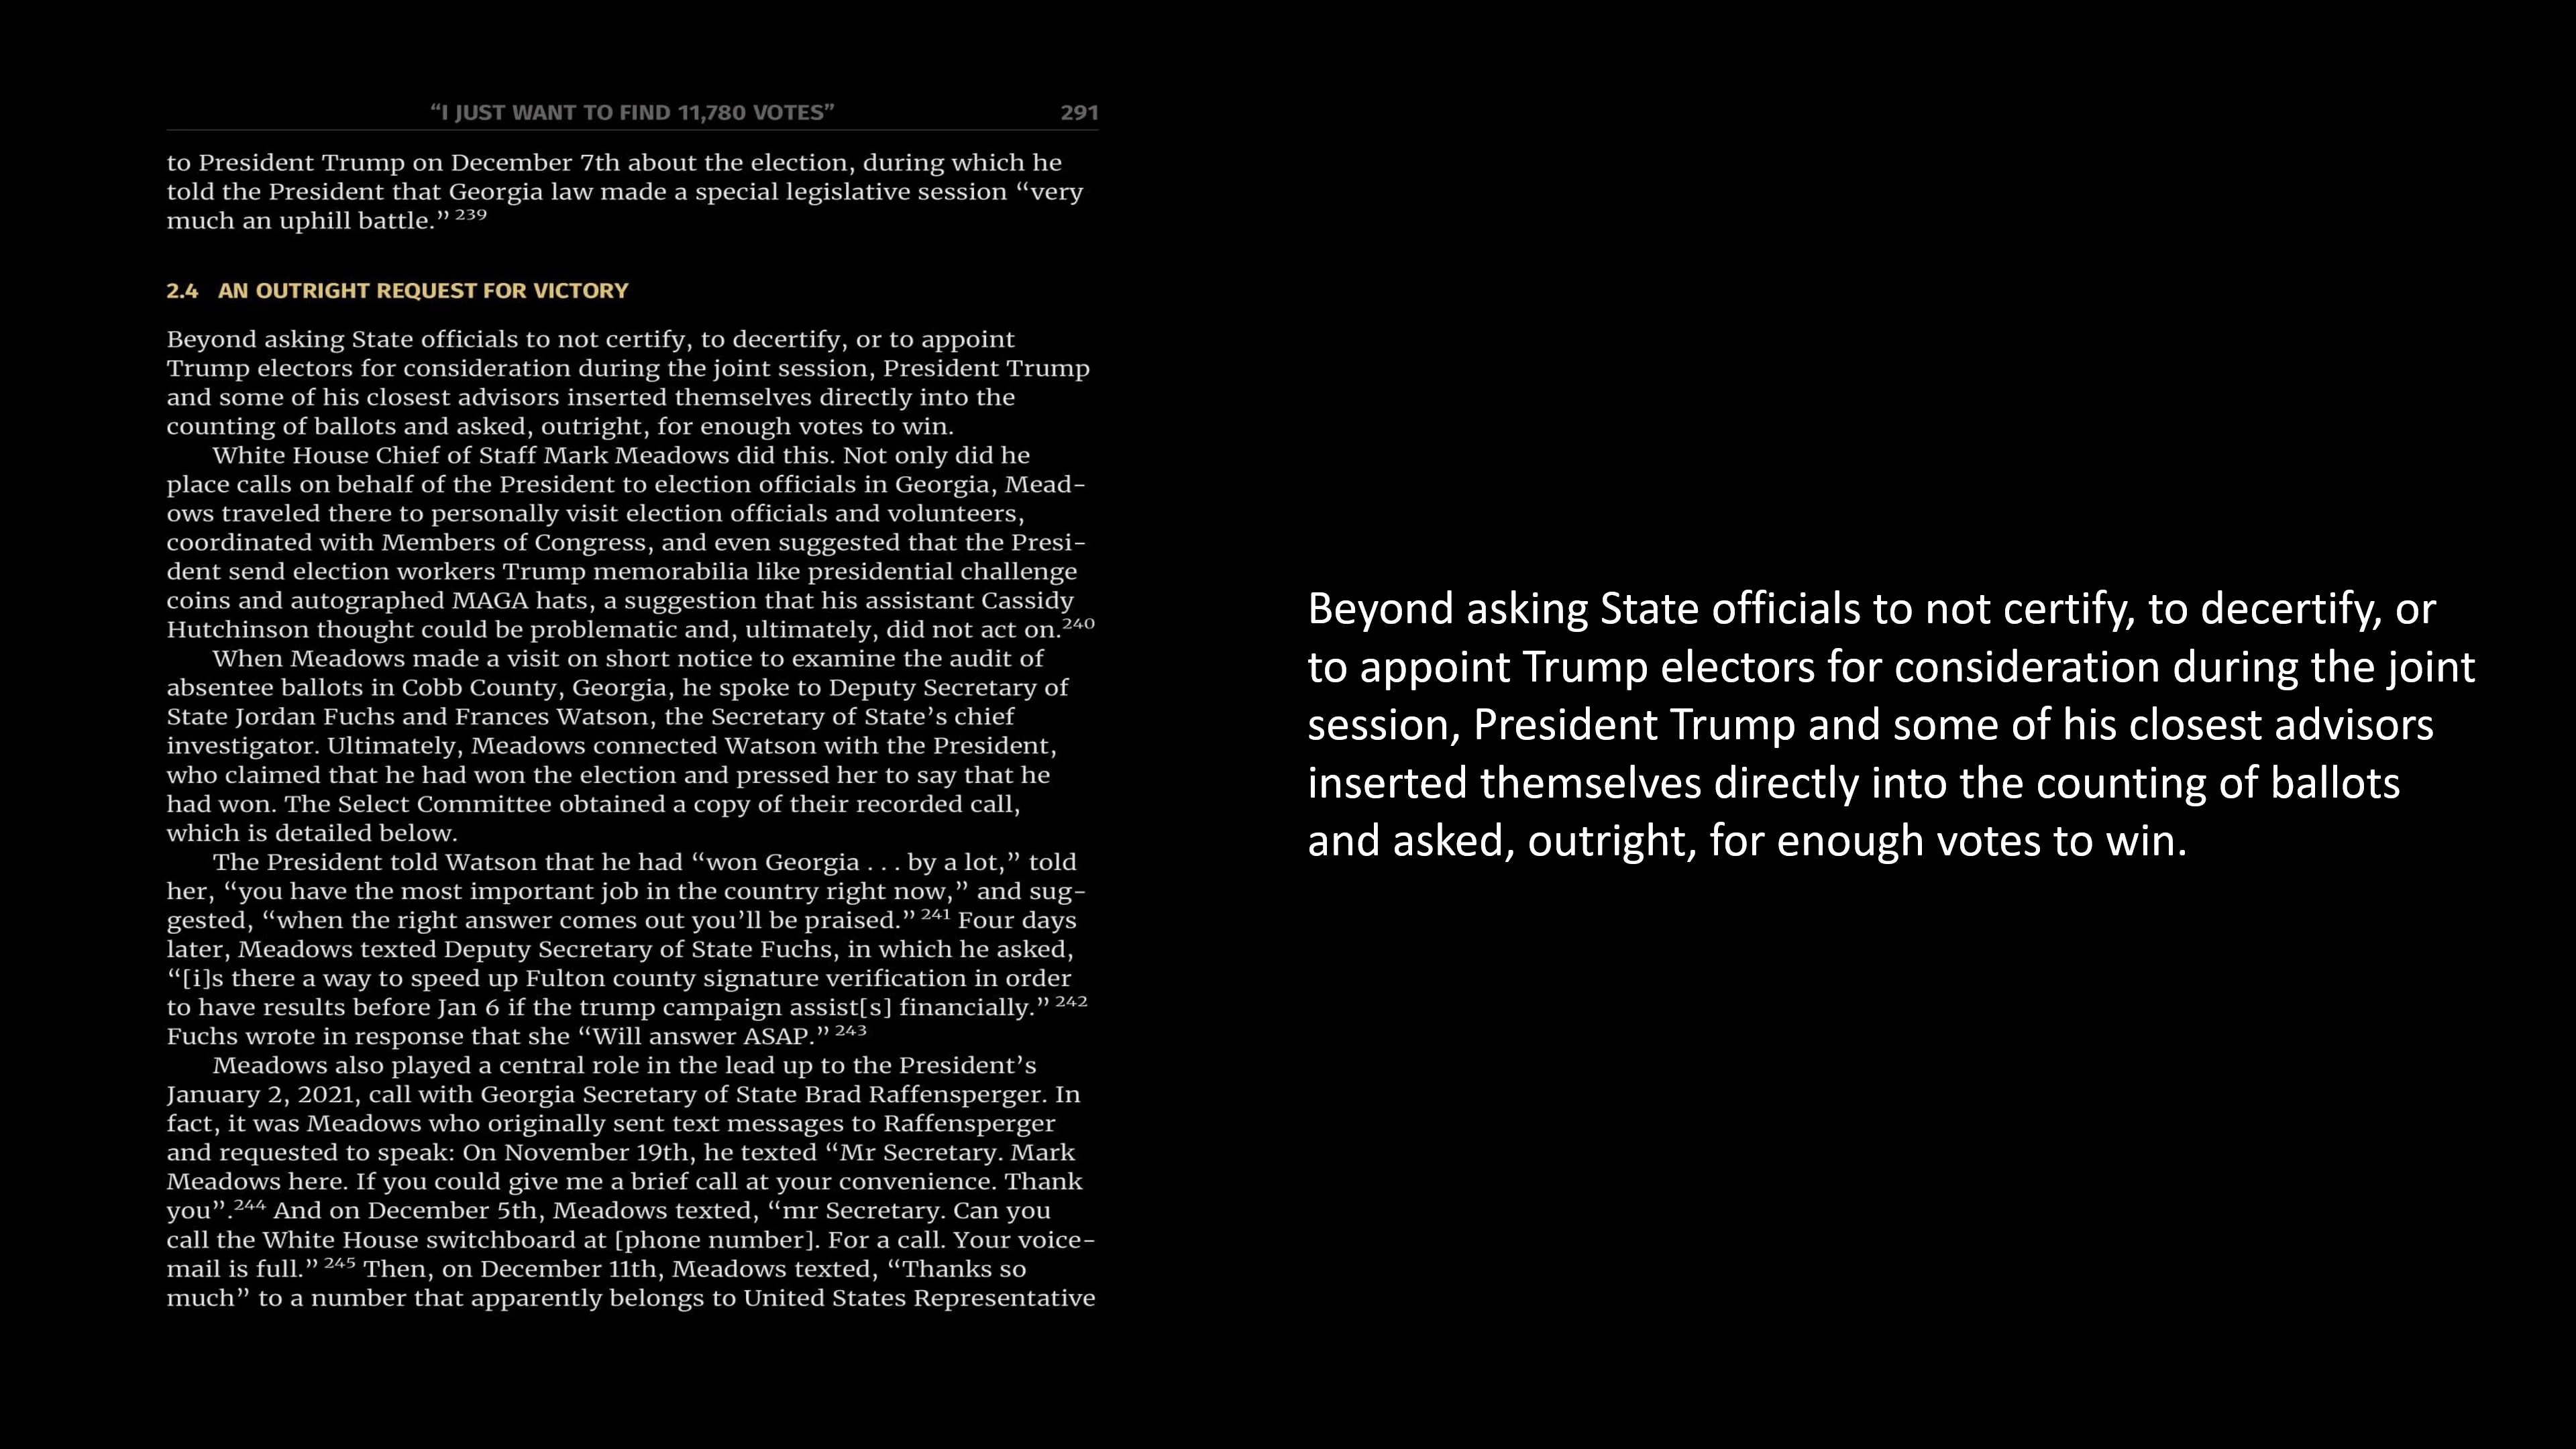 “I JUST WANT TO FIND 11,780 VOTES” 291
to President Trump on December 7th about the election, during which he
told the President that Georgia law made a special legislative session “very
much an uphill battle.” 239
2.4 AN OUTRIGHT REQUEST FOR VICTORY
Beyond asking State officials to not certify, to decertify, or to appoint
Trump electors for consideration during the joint session, President Trump
and some of his closest advisors inserted themselves directly into the
counting of ballots and asked, outright, for enough votes to win.
White House Chief of Staff Mark Meadows did this. Not only did he
place calls on behalf of the President to election officials in Georgia, Mead-
ows traveled there to personally visit election officials and volunteers,
coordinated with Members of Congress, and even suggested that the Presi-
dent send election workers Trump memorabilia like presidential challenge
coins and autographed MAGA hats, a suggestion that his assistant Cassidy
Hutchinson thought could be problematic and, ultimately, did not act on.240
When Meadows made a visit on short notice to examine the audit of
absentee ballots in Cobb County, Georgia, he spoke to Deputy Secretary of
State Jordan Fuchs and Frances Watson, the Secretary of State’s chief
investigator. Ultimately, Meadows connected Watson with the President,
who claimed that he had won the election and pressed her to say that he
had won. The Select Committee obtained a copy of their recorded call,
which is detailed below.
The President told Watson that he had “won Georgia . . . by a lot,” told
her, “you have the most important job in the country right now,” and sug-
gested, “when the right answer comes out you’ll be praised.” 241 Four days
later, Meadows texted Deputy Secretary of State Fuchs, in which he asked,
“[i]s there a way to speed up Fulton county signature verification in order
to have results before Jan 6 if the trump campaign assist[s] financially.” 242
Fuchs wrote in response that she “Will answer ASAP.” 243
Meadows also played a central role in the lead up to the President’s
January 2, 2021, call with Georgia Secretary of State Brad Raffensperger. In
fact, it was Meadows who originally sent text messages to Raffensperger
and requested to speak: On November 19th, he texted “Mr Secretary. Mark
Meadows here. If you could give me a brief call at your convenience. Thank
you”.244 And on December 5th, Meadows texted, “mr Secretary. Can you
call the White House switchboard at [phone number]. For a call. Your voice-
mail is full.” 245 Then, on December 11th, Meadows texted, “Thanks so
much” to a number that apparently belongs to United States Representative
Beyond asking State officials to not certify, to decertify, or
to appoint Trump electors for consideration during the joint
session, President Trump and some of his closest advisors
inserted themselves directly into the counting of ballots
and asked, outright, for enough votes to win.